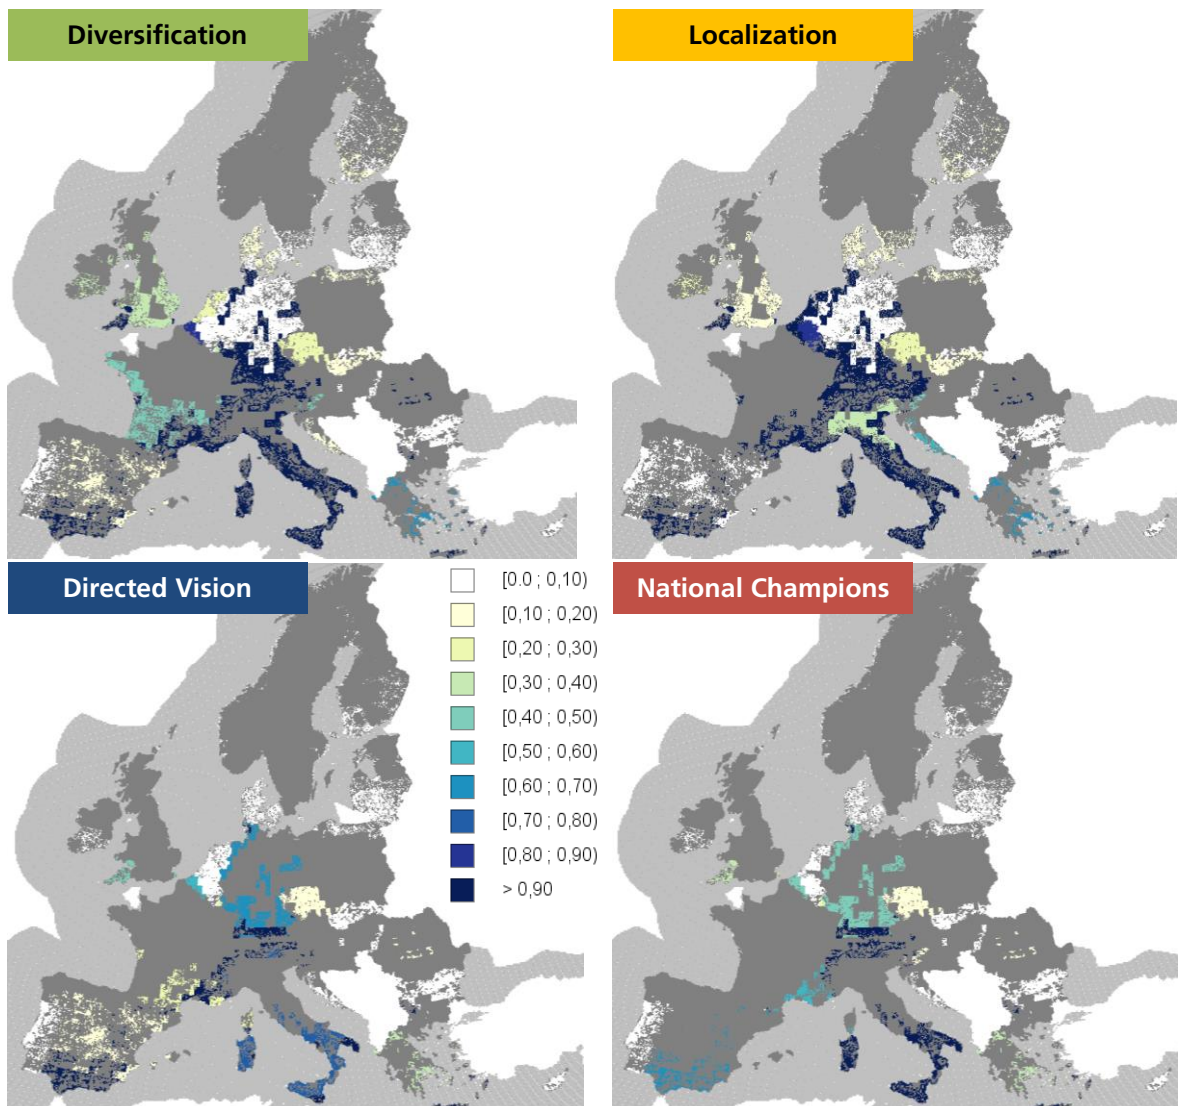 Diversification
Localization
Directed Vision
National Champions
[0.0 ; 0,10)
[0,10 ; 0,20)
[0,20 ; 0,30)
[0,30 ; 0,40)
[0,40 ; 0,50)
[0,50 ; 0,60)
[0,60 ; 0,70)
[0,70 ; 0,80)
[0,80 ; 0,90)
> 0,90